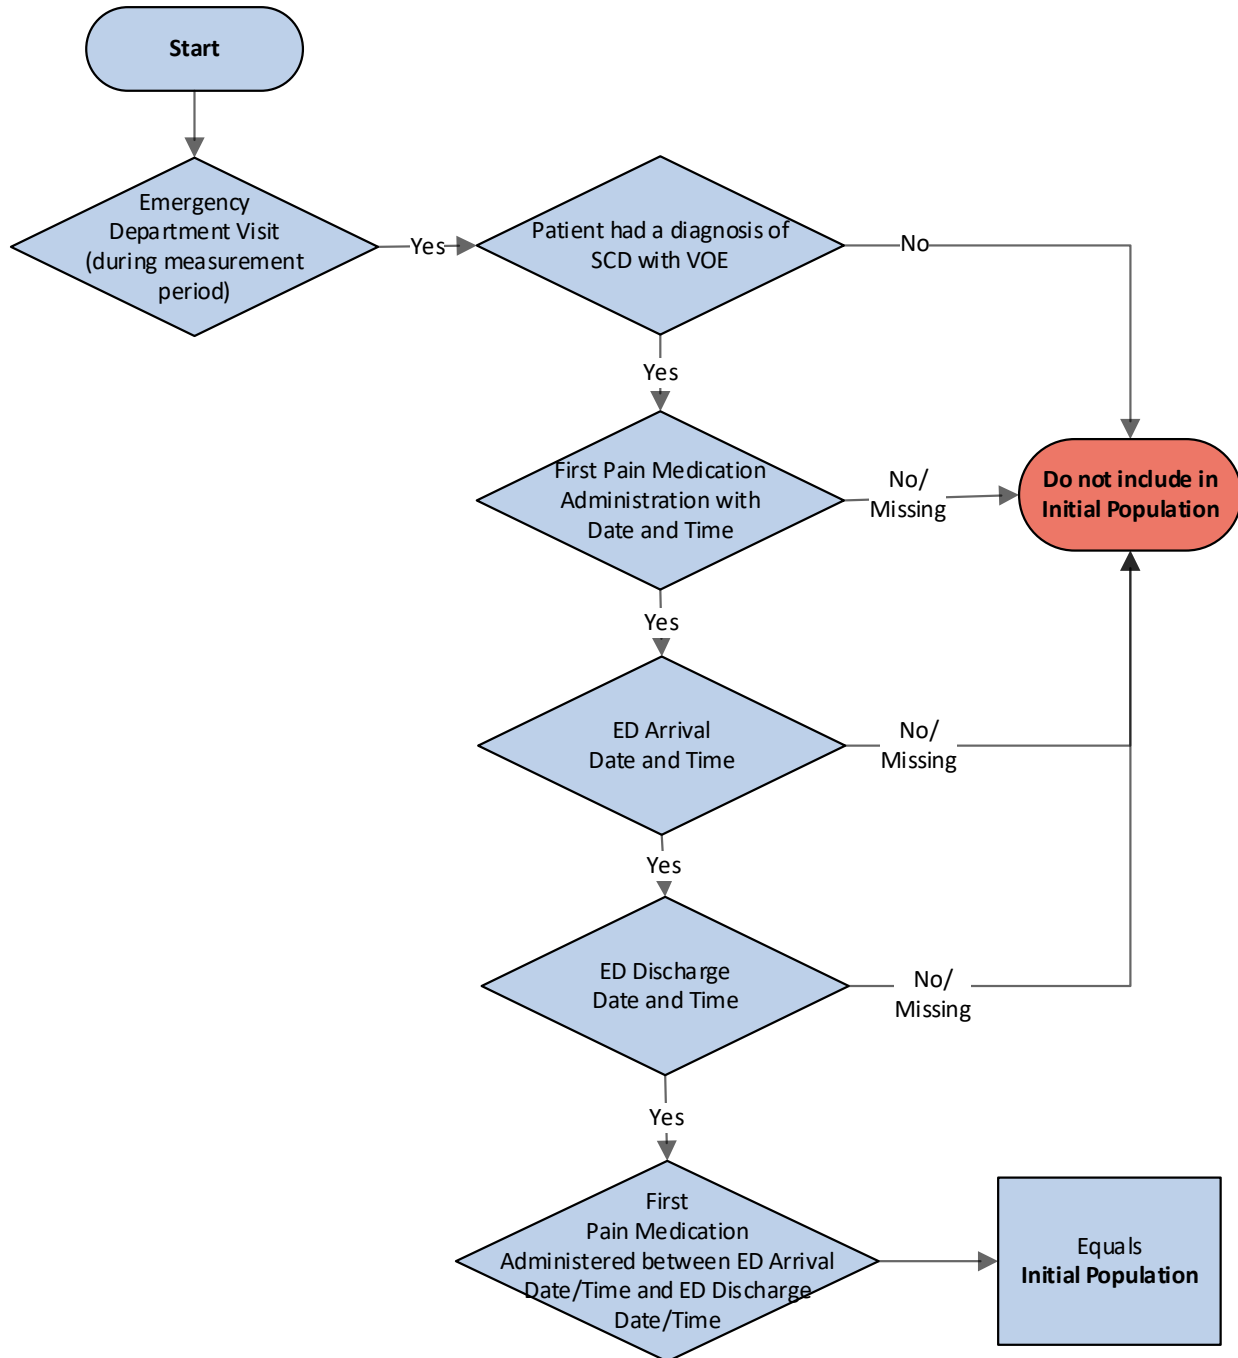 Start
Emergency
Department Visit
(during measurement
period)
Yes
Patient had a diagnosis of
SCD with VOE
No
Yes
First Pain Medication
Administration with
Date and Time
No/
Missing
Do not include in
Initial Population
Yes
ED Arrival
Date and Time
No/
Missing
Yes
ED Discharge
Date and Time
No/
Missing
Yes
First
Pain Medication
Administered between ED Arrival
Date/Time and ED Discharge
Date/Time
Equals
Initial Population